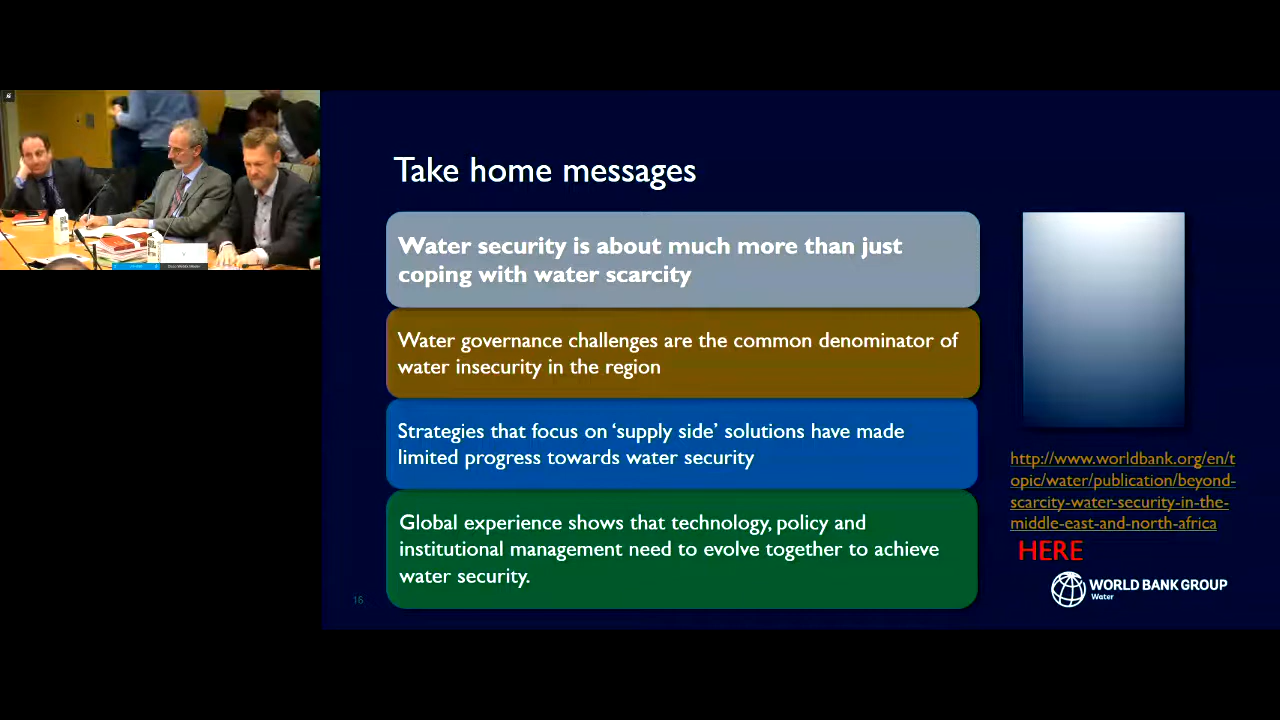 Take home messages
Water security is about much more than just
coping with water scarcity
Water governance challenges are the common denominator of
water insecurity in the region
Strategies that focus on ‘supply side’ solutions have made
limited progress towards water security
Global experience shows that technology, policy and
institutional management need to evolve together to achieve
water security.
http://www.worldbank.org/en/t
opic/water/publication/beyond-
scarcity-water-security-in-the-
middle-east-and-north-africa
HERE
WORLD BANK GROUP
Water
16